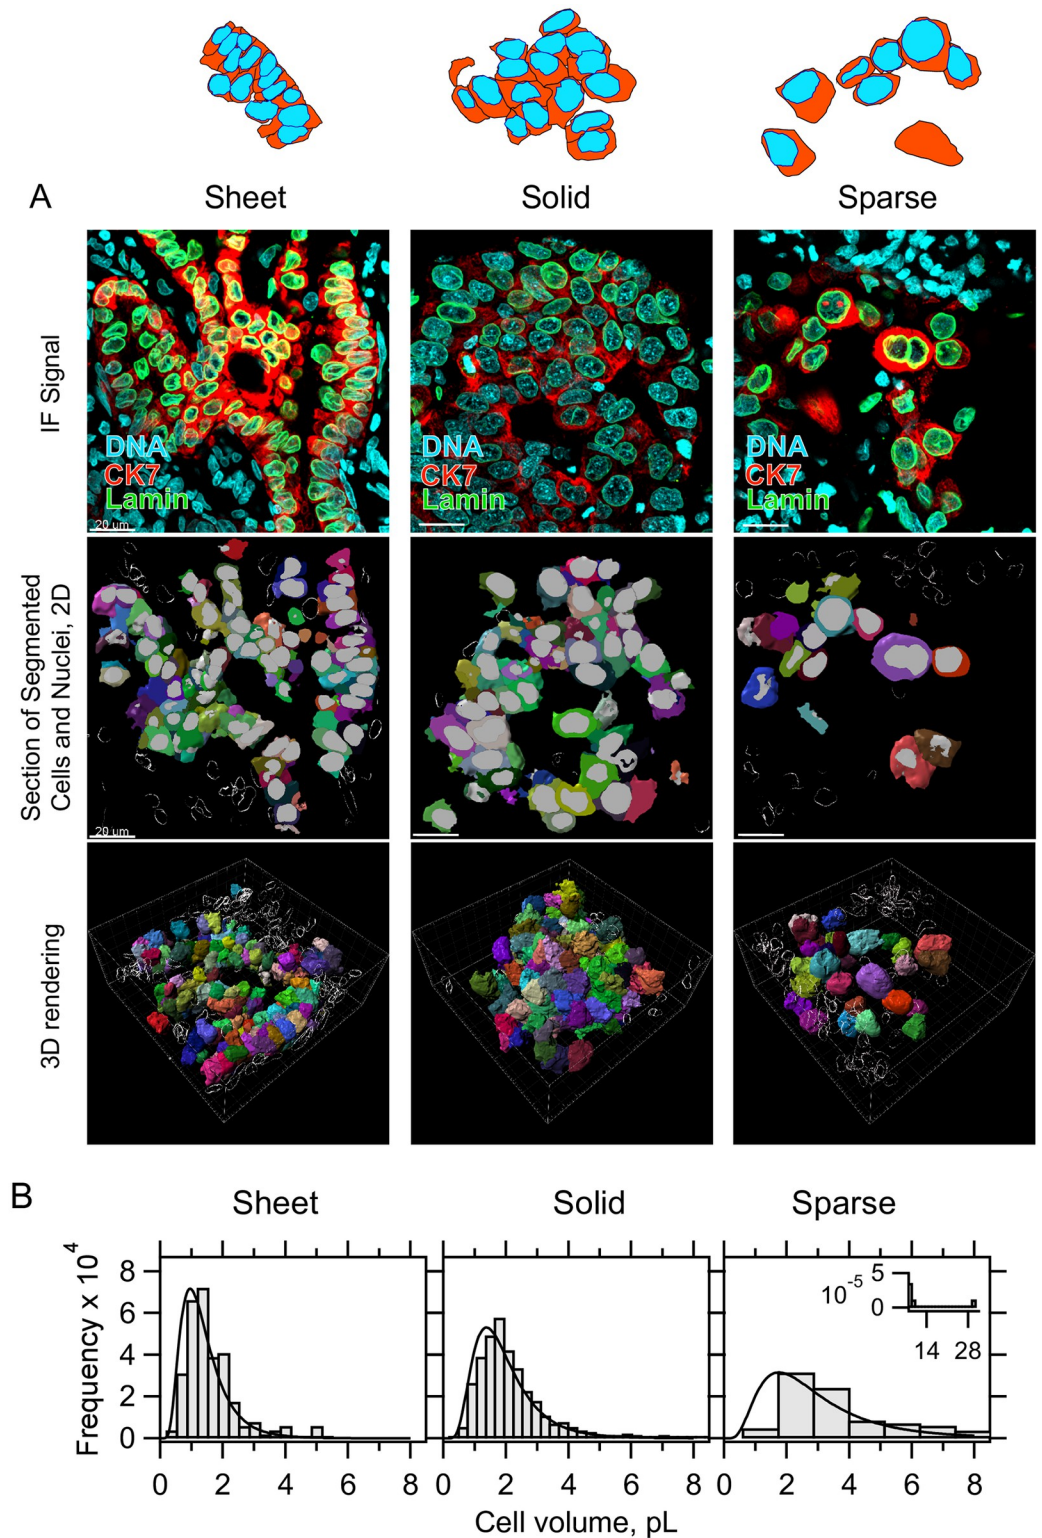 A
Sheet Solid Sparse
IF Signal
DNA
CK7
Lamin
20 um
DNA
CK7
Lamin
DNA
CK7
Lamin
Section of Segmented
Cells and Nuclei, 2D
20 um
3D rendering
B
Sheet Solid Sparse
Frequency x 10⁴
8
6
4
2
0
10⁻⁵
5
0
14 28
0 2 4 6 8 0 2 4 6 8 0 2 4 6 8
Cell volume, pL